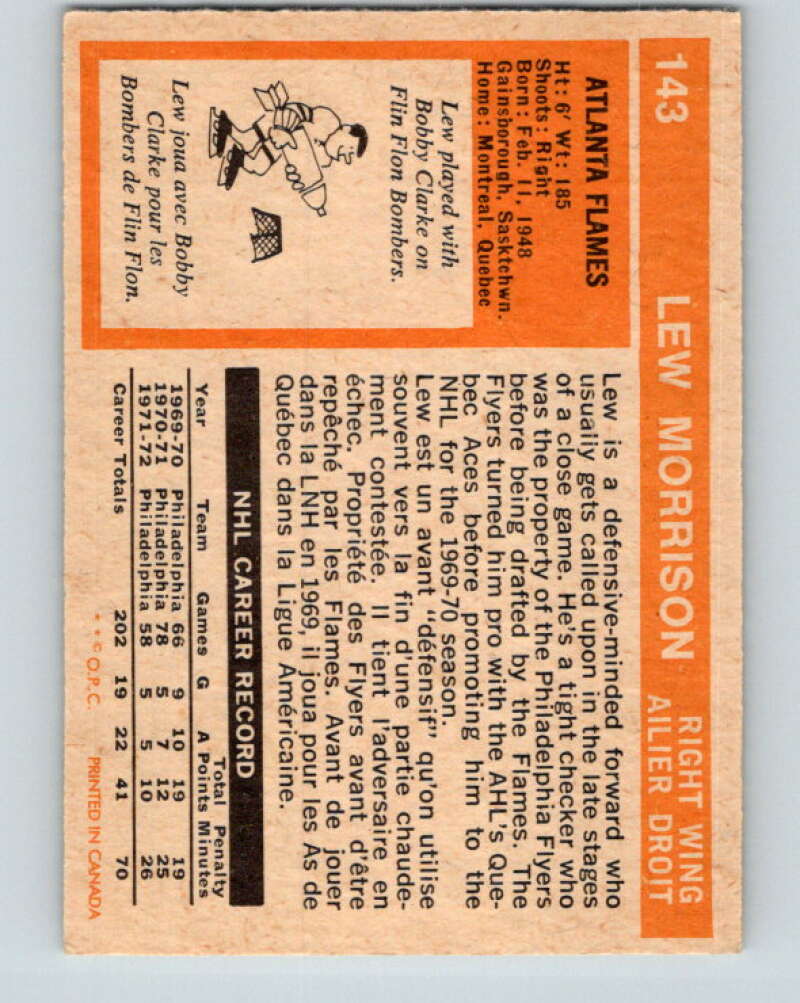 143 LEW MORRISON RIGHT WING
AILIER DROIT
ATLANTA FLAMES
Ht: 6' Wt: 185
Shoots: Right
Born: Feb. 11, 1948
Gainsborough, Sasktchwn.
Home: Montreal, Quebec
Lew played with
Bobby Clarke on
Flin Flon Bombers.
Lew joua avec Bobby
Clarke pour les
Bombers de Flin Flon.
Lew is a defensive-minded forward who
usually gets called upon in the late stages
of a close game. He's a tight checker who
was the property of the Philadelphia Flyers
before being drafted by the Flames. The
Flyers turned him pro with the AHL's Que-
bec Aces before promoting him to the
NHL for the 1969-70 season.
Lew est un avant "défensif" qu'on utilise
souvent vers la fin d'une partie chaude-
ment contestée. Il tient l'adversaire en
échec. Propriété des Flyers avant d'être
repêché par les Flames. Avant de jouer
dans la LNH en 1969, il joua pour les As de
Québec dans la Ligue Américaine.
NHL CAREER RECORD
Total Penalty
Year Team Games G A Points Minutes
1969-70 Philadelphia 66 9 10 19 19
1970-71 Philadelphia 78 5 7 12 25
1971-72 Philadelphia 58 5 5 10 26
Career Totals 202 19 22 41 70
* * © O.P.C. PRINTED IN CANADA